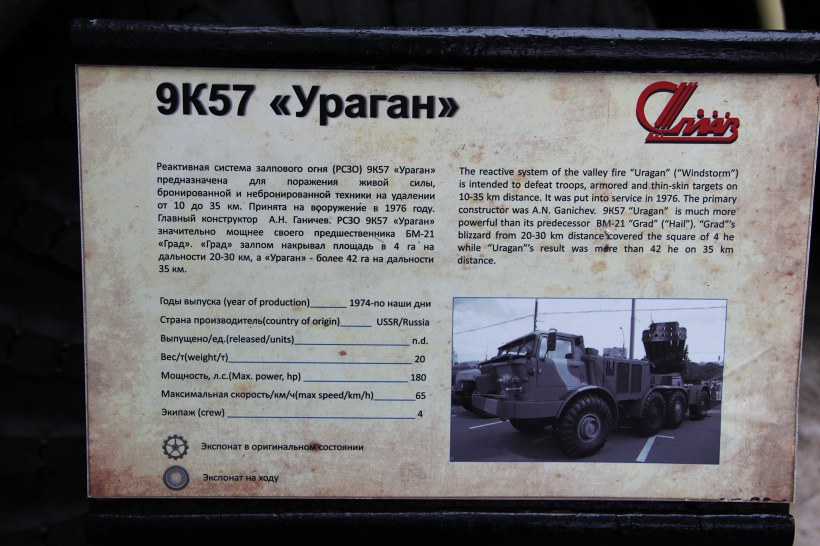 9К57 «Ураган»
Реактивная система залпового огня (РСЗО) 9К57 «Ураган»
предназначена для поражения живой силы,
бронированной и небронированной техники на удалении
от 10 до 35 км. Принята на вооружение в 1976 году.
Главный конструктор А.Н. Ганичев. РСЗО 9К57 «Ураган»
значительно мощнее своего предшественника БМ-21
«Град». «Град» залпом накрывал площадь в 4 га на
дальности 20-30 км, а «Ураган» - более 42 га на дальности
35 км.
The reactive system of the valley fire "Uragan" ("Windstorm")
is intended to defeat troops, armored and thin-skin targets on
10-35 km distance. It was put into service in 1976. The primary
constructor was A.N. Ganichev. 9K57 "Uragan" is much more
powerful than its predecessor BM-21 "Grad" ("Hail"). "Grad"'s
blizzard from 20-30 km distance covered the square of 4 he
while "Uragan"'s result was more than 42 he on 35 km
distance.
Годы выпуска (year of production)_______ 1974-по наши дни
Страна производитель(country of origin)______ USSR/Russia
Выпущено/ед.(released/units)__________________________ n.d.
Вес/т(weight/t)___________________________________ 20
Мощность, л.с.(Max. power, hp) ____________________ 180
Максимальная скорость/км/ч(max speed/km/h)________ 65
Экипаж (crew) ___________________________________ 4
Экспонат в оригинальном состоянии
Экспонат на ходу